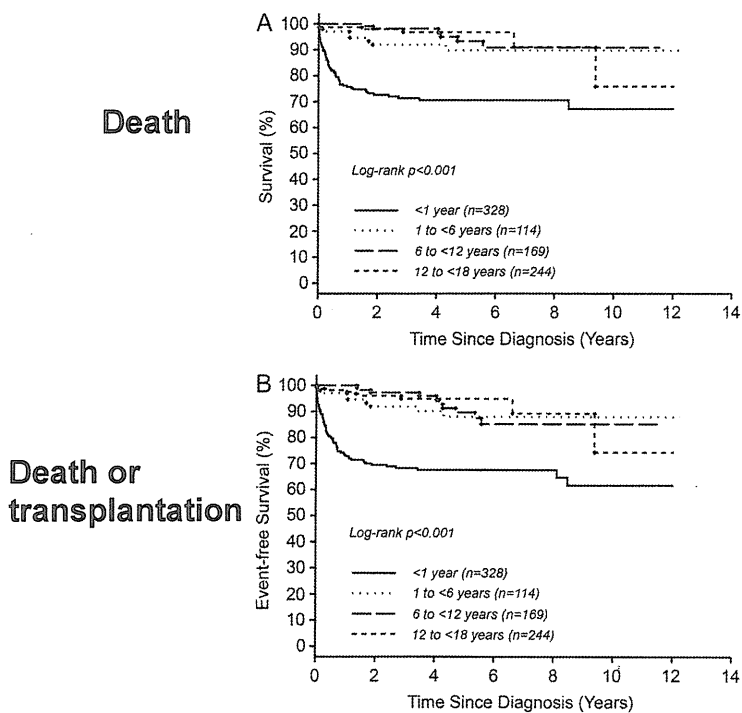 Death
A
Survival (%)
100
90
80
70
60
50
40
30
20
10
0
Log-rank p<0.001
<1 year (n=328)
1 to <6 years (n=114)
6 to <12 years (n=169)
12 to <18 years (n=244)
0 2 4 6 8 10 12 14
Time Since Diagnosis (Years)
Death or
transplantation
B
Event-free Survival (%)
100
90
80
70
60
50
40
30
20
10
0
Log-rank p<0.001
<1 year (n=328)
1 to <6 years (n=114)
6 to <12 years (n=169)
12 to <18 years (n=244)
0 2 4 6 8 10 12 14
Time Since Diagnosis (Years)